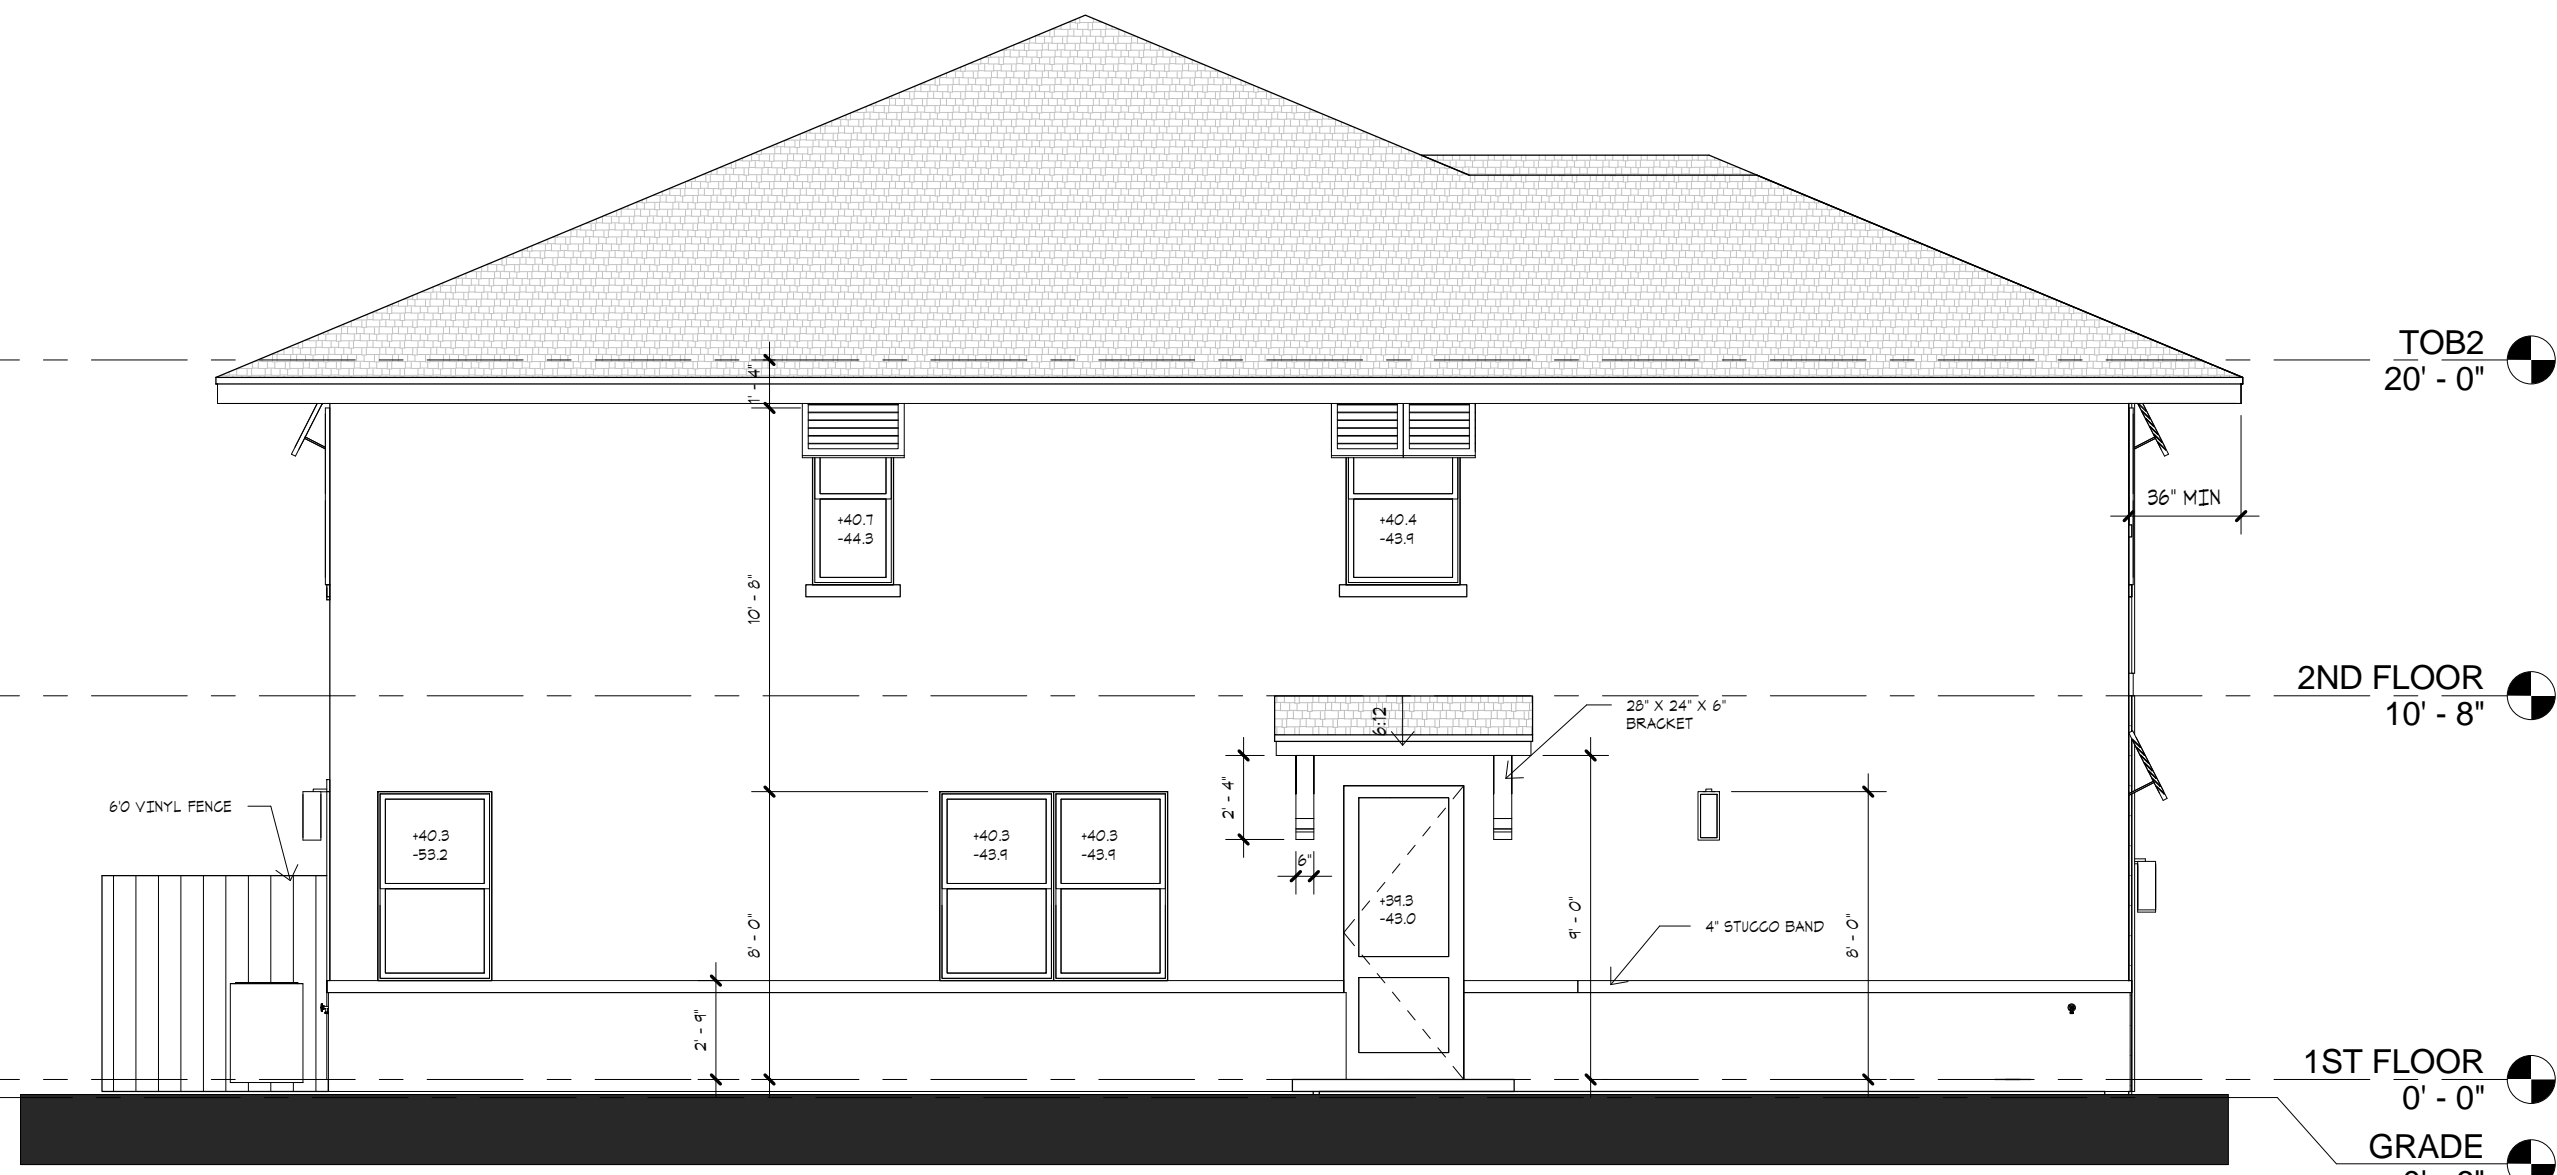 TOB2
20' - 0"
1' - 4"
36" MIN
+40.7
-44.3
+40.4
-43.9
10' - 8"
2ND FLOOR
10' - 8"
6:12
28" X 24" X 6"
BRACKET
2' - 4"
6'0 VINYL FENCE
+40.3
-53.2
+40.3
-43.9
+40.3
-43.9
6"
+39.3
-43.0
8' - 0"
9' - 0"
8' - 0"
4" STUCCO BAND
2' - 9"
1ST FLOOR
0' - 0"
GRADE